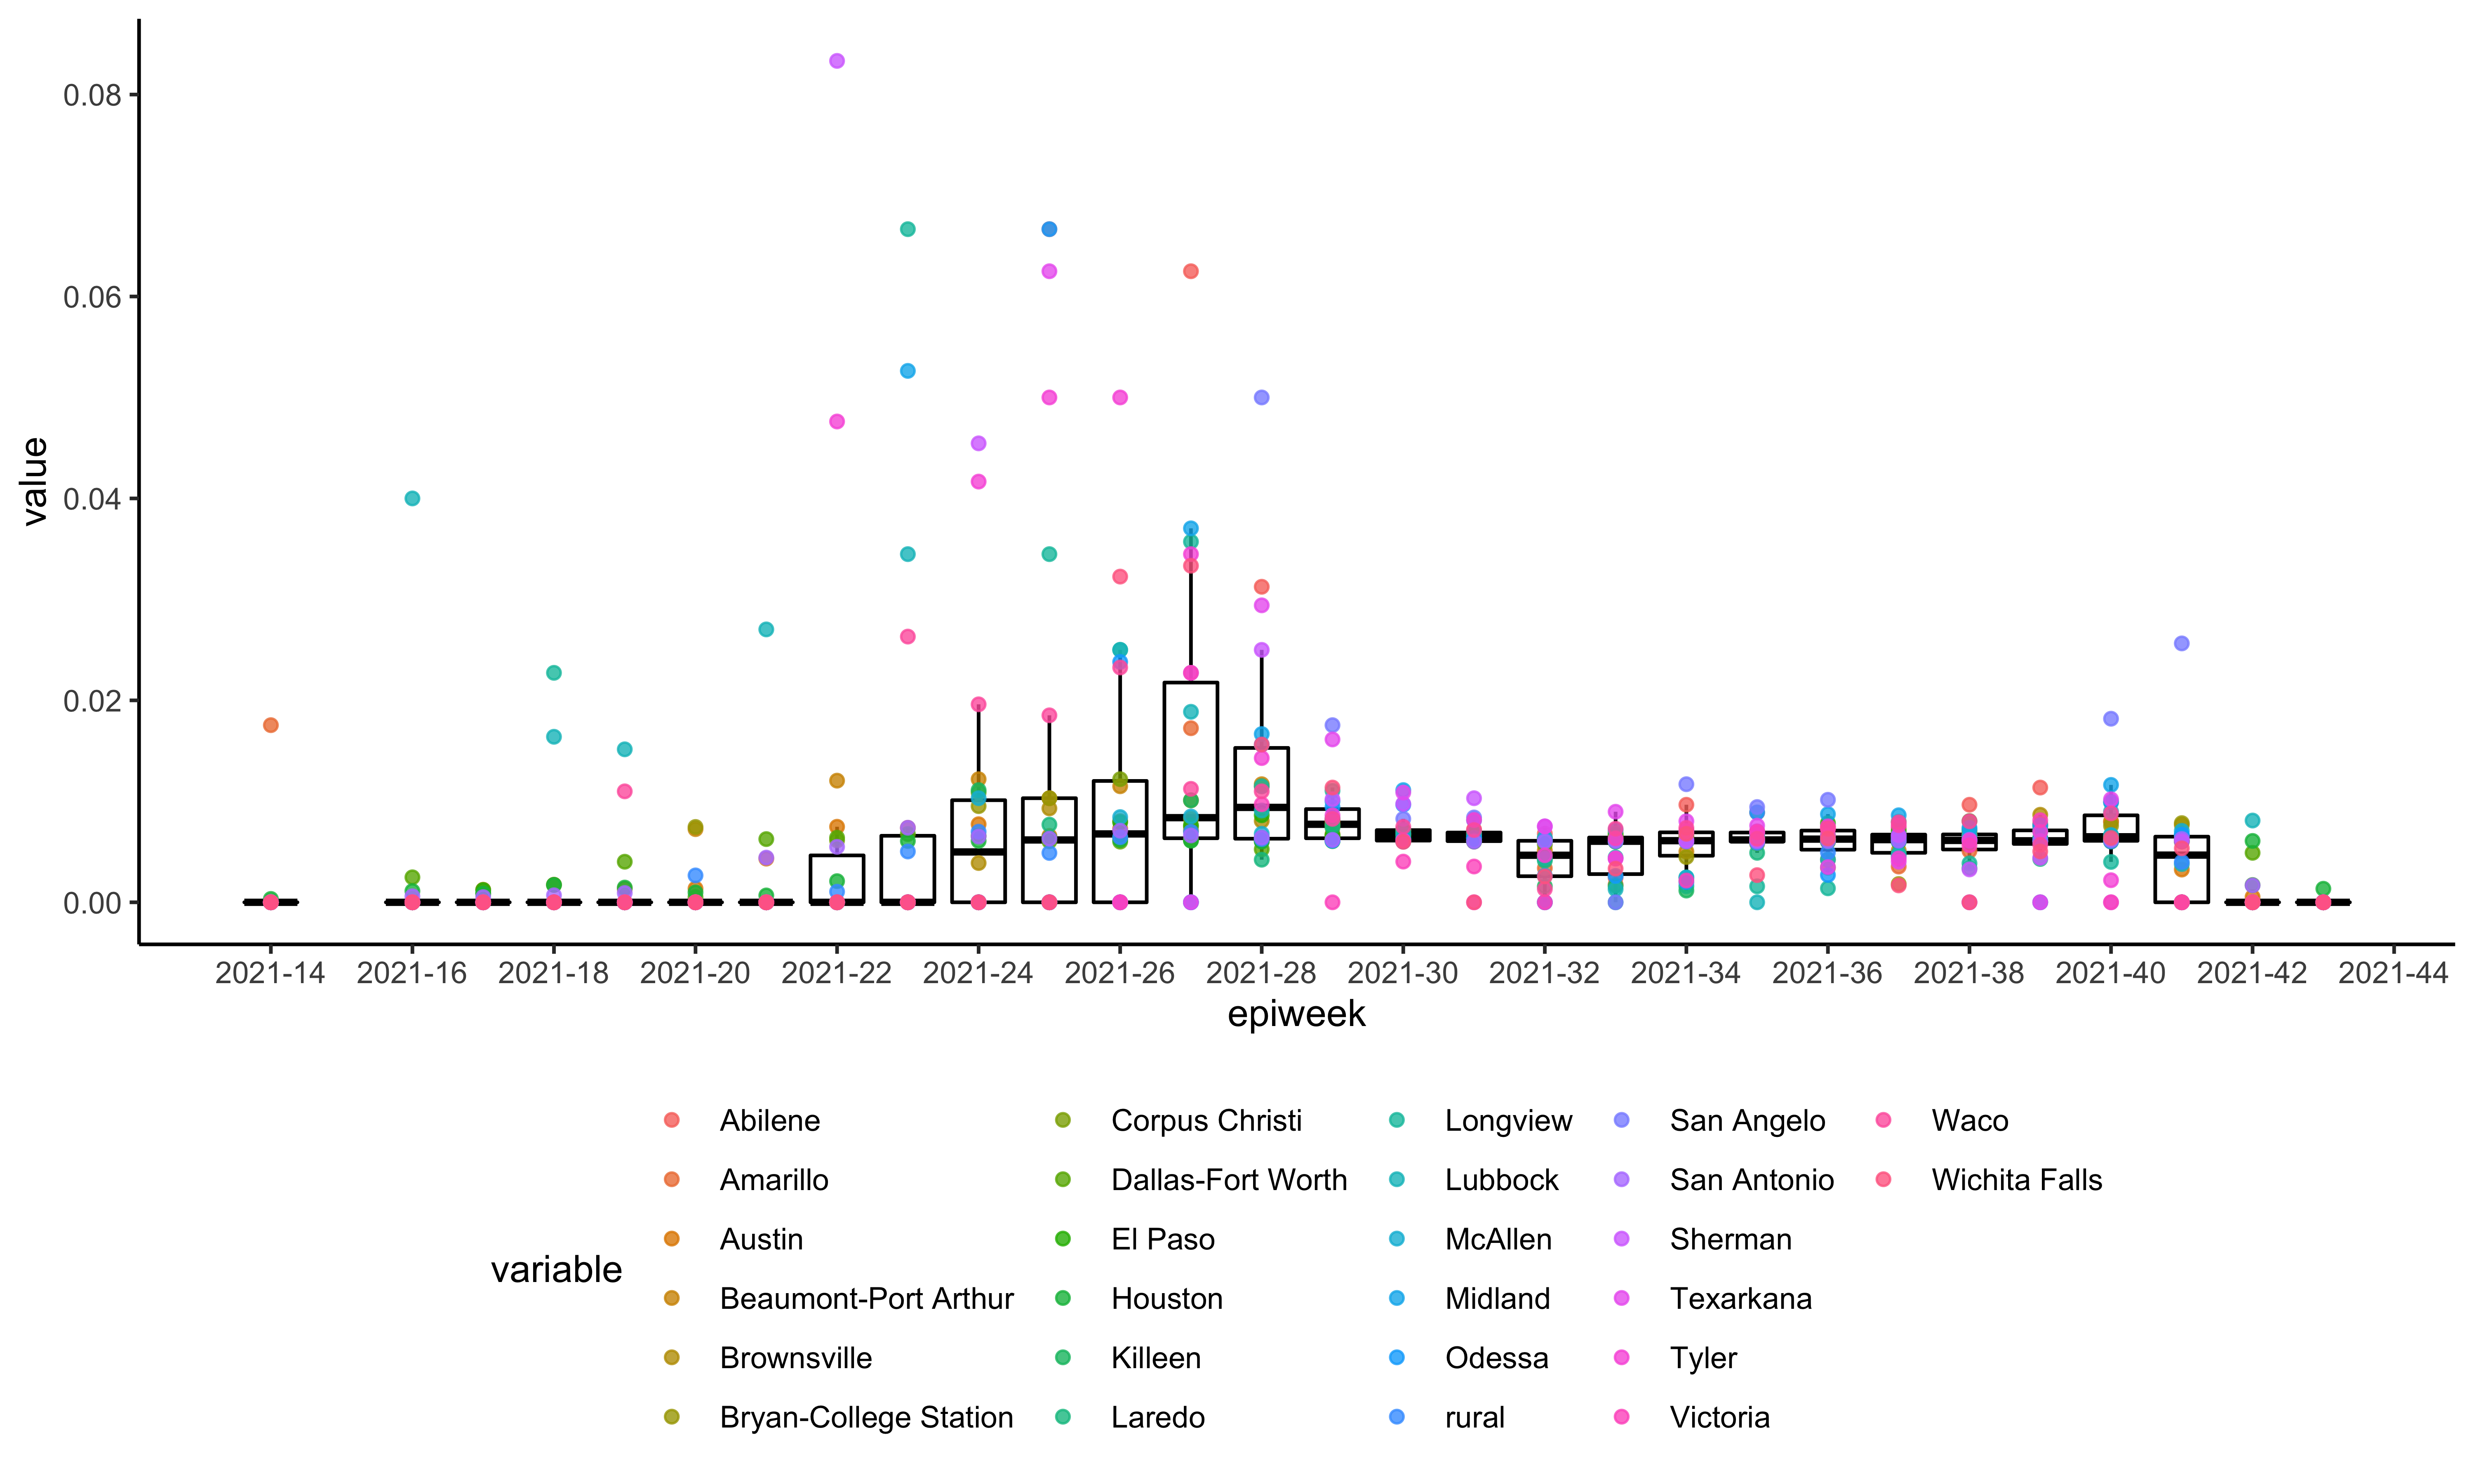 0.08
0.06
0.04
0.02
0.00
value
2021-14 2021-16 2021-18 2021-20 2021-22 2021-24 2021-26 2021-28 2021-30 2021-32 2021-34 2021-36 2021-38 2021-40 2021-42 2021-44
epiweek
variable
Abilene Corpus Christi Longview San Angelo Waco
Amarillo Dallas-Fort Worth Lubbock San Antonio Wichita Falls
Austin El Paso McAllen Sherman
Beaumont-Port Arthur Houston Midland Texarkana
Brownsville Killeen Odessa Tyler
Bryan-College Station Laredo rural Victoria